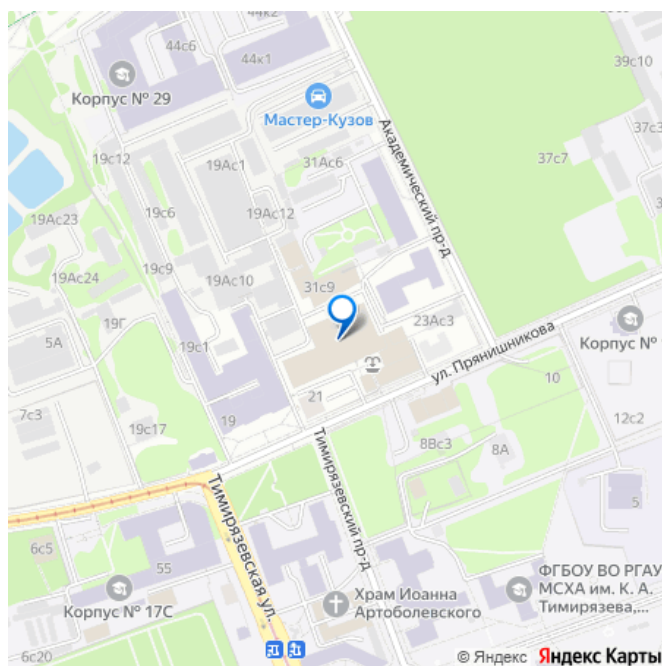 44к2
44с6
39с10
44к1
Корпус № 29
Мастер-Кузов
37с3
19с12
Академический пр-д
19Ас1
31Ас6
37с7
19Ас23
19с6
19Ас12
19с9
19Ас24
19Ас10
31с9
19Г
23Ас3
5А
19с1
ул. Прянишникова
Корпус №
21
10
7с3
19
19с17
12с2
8Вс3
8А
Тимирязевский пр-д
Тимирязевская ул.
5
6с5
55
ФГБОУ ВО РГАУ
МСХА им. К. А.
Тимирязева,...
Храм Иоанна
Артоболевского
Корпус № 17С
6с20
© Яндекс Яндекс Карты